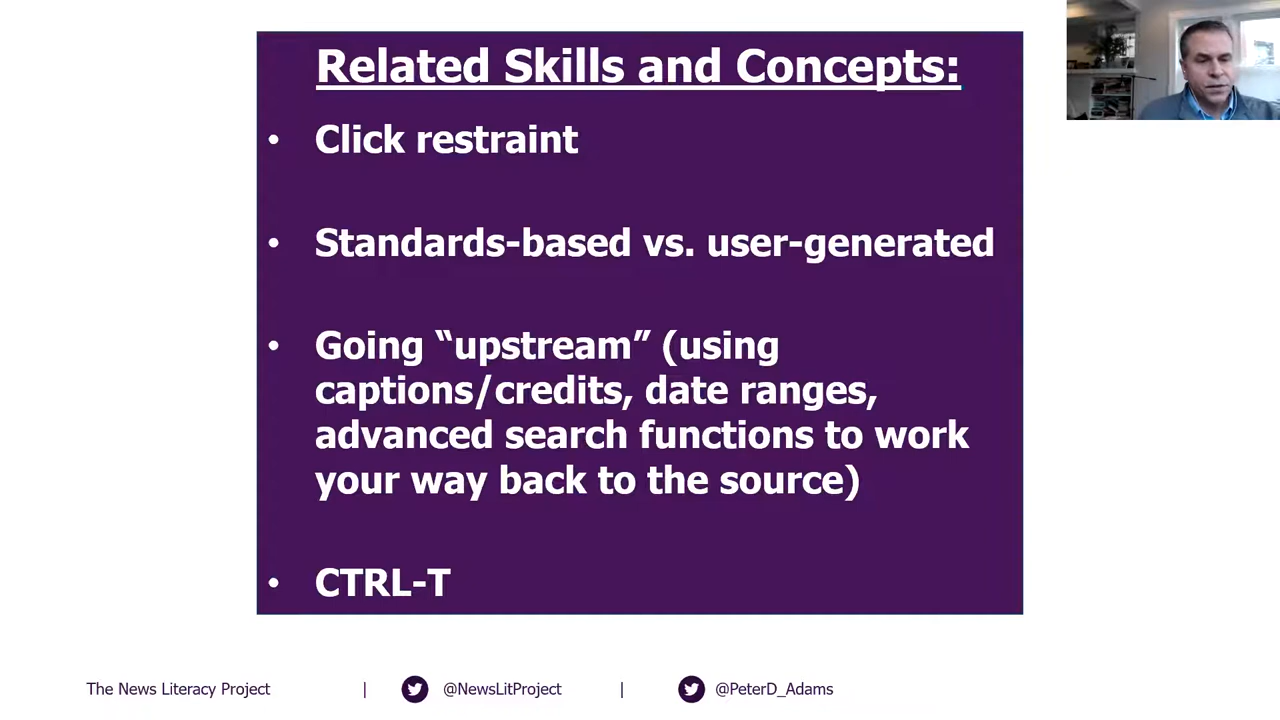 Related Skills and Concepts:
• Click restraint
• Standards-based vs. user-generated
• Going “upstream” (using
captions/credits, date ranges,
advanced search functions to work
your way back to the source)
• CTRL-T
The News Literacy Project | @NewsLitProject | @PeterD_Adams